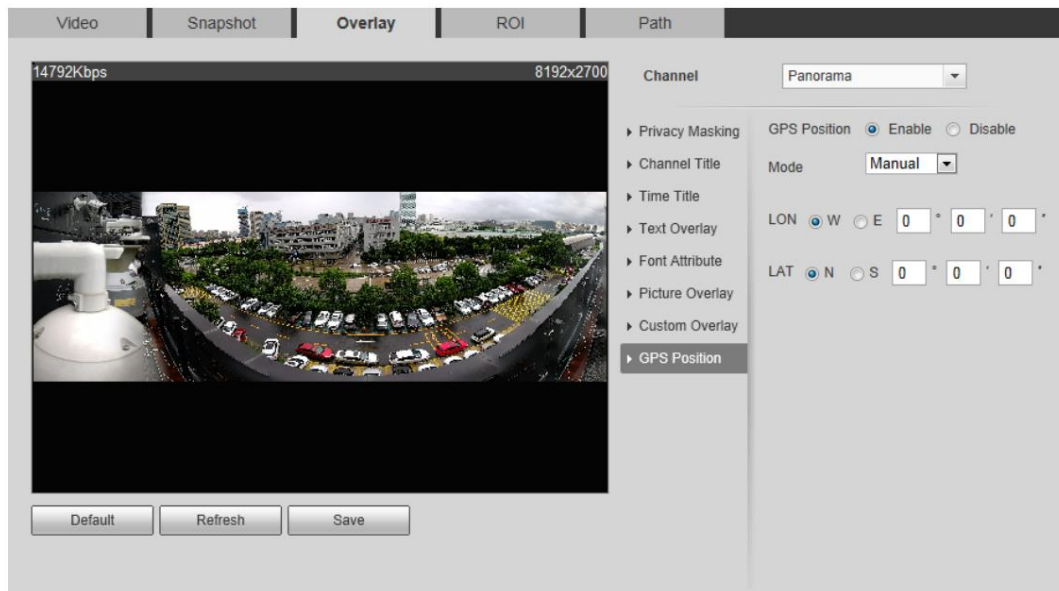 Video Snapshot Overlay ROI Path
14792Kbps 8192x2700
Channel Panorama
Privacy Masking
Channel Title
Time Title
Text Overlay
Font Attribute
Picture Overlay
Custom Overlay
GPS Position
GPS Position Enable Disable
Mode Manual
LON W E 0 ° 0 ' 0 "
LAT N S 0 ° 0 ' 0 "
Default Refresh Save